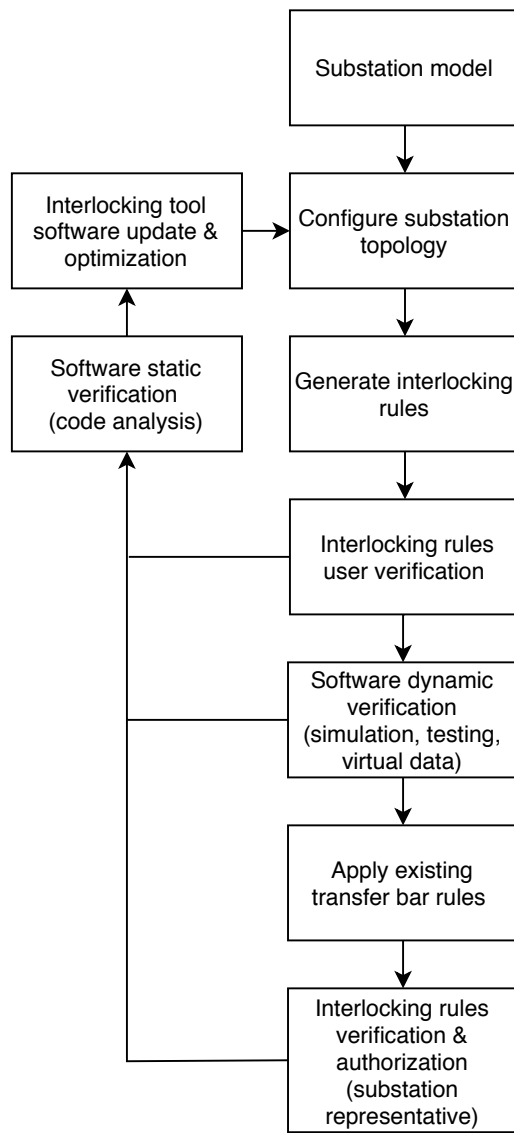 Substation model
Interlocking tool
software update &
optimization
Configure substation
topology
Software static
verification
(code analysis)
Generate interlocking
rules
Interlocking rules
user verification
Software dynamic
verification
(simulation, testing,
virtual data)
Apply existing
transfer bar rules
Interlocking rules
verification &
authorization
(substation
representative)